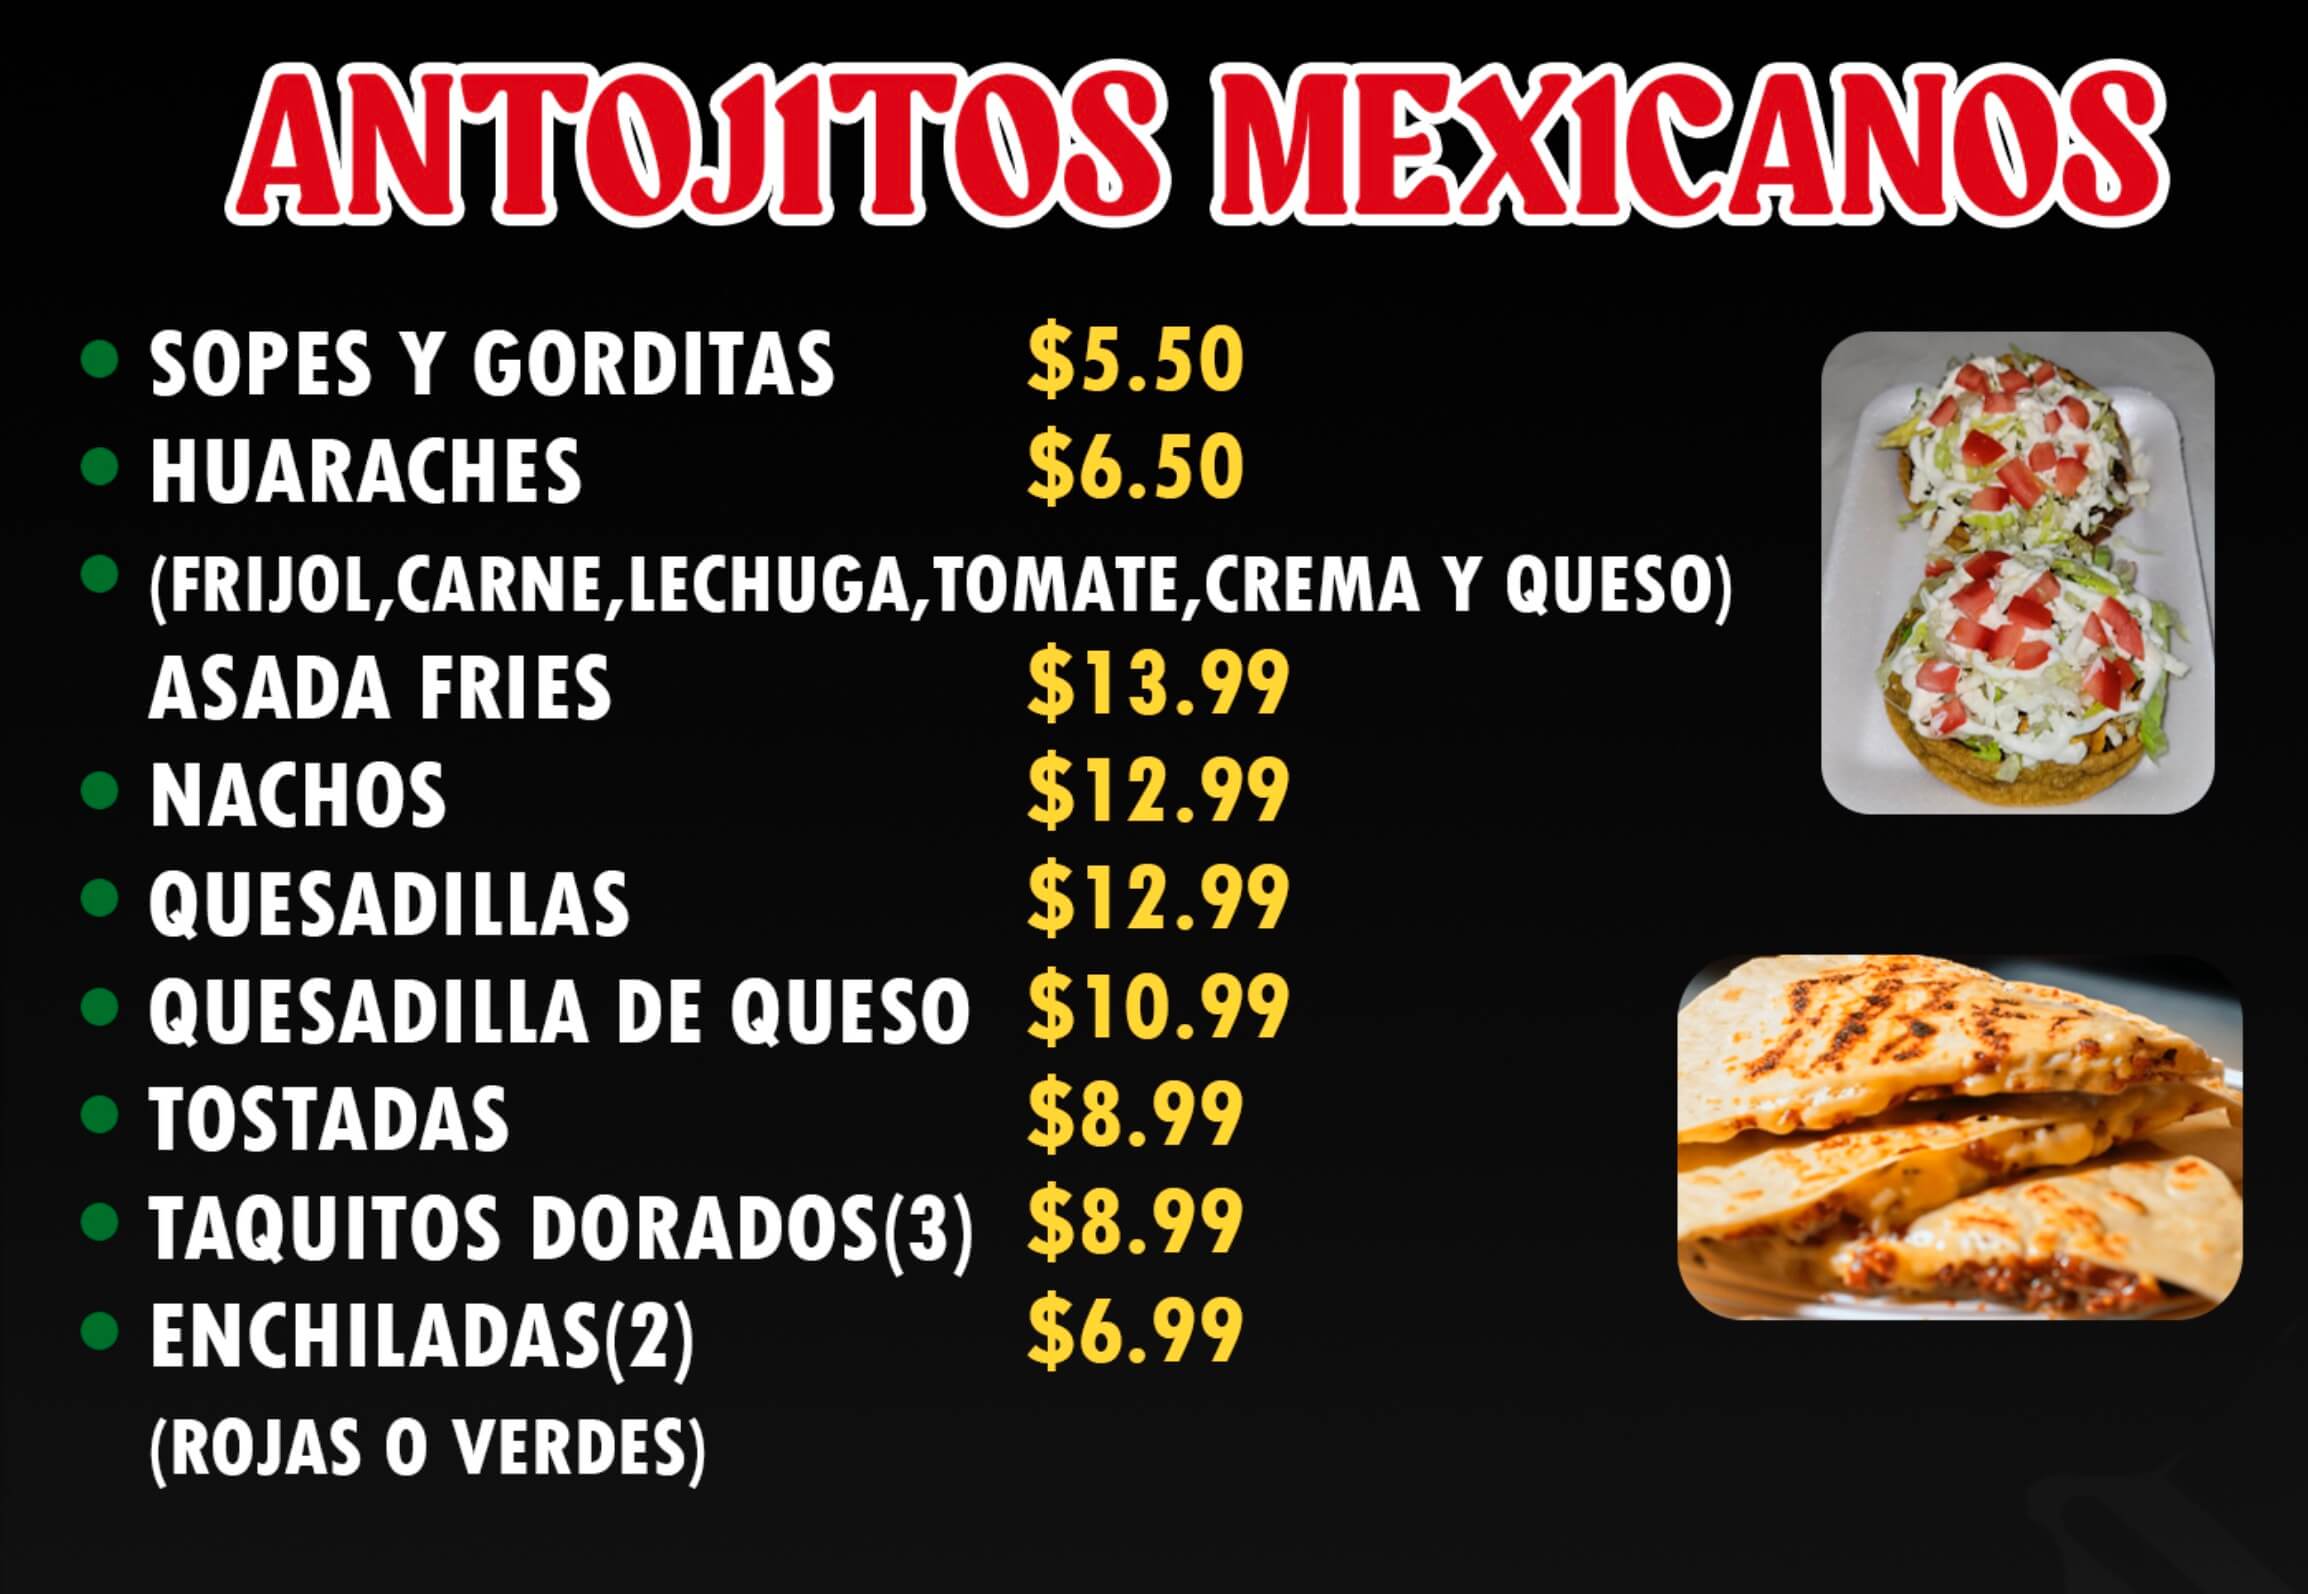 ANTOJITOS MEXICANOS
SOPES Y GORDITAS $5.50
HUARACHES $6.50
(FRIJOL,CARNE,LECHUGA,TOMATE,CREMA Y QUESO)
ASADA FRIES $13.99
NACHOS $12.99
QUESADILLAS $12.99
QUESADILLA DE QUESO $10.99
TOSTADAS $8.99
TAQUITOS DORADOS(3) $8.99
ENCHILADAS(2) $6.99
(ROJAS O VERDES)